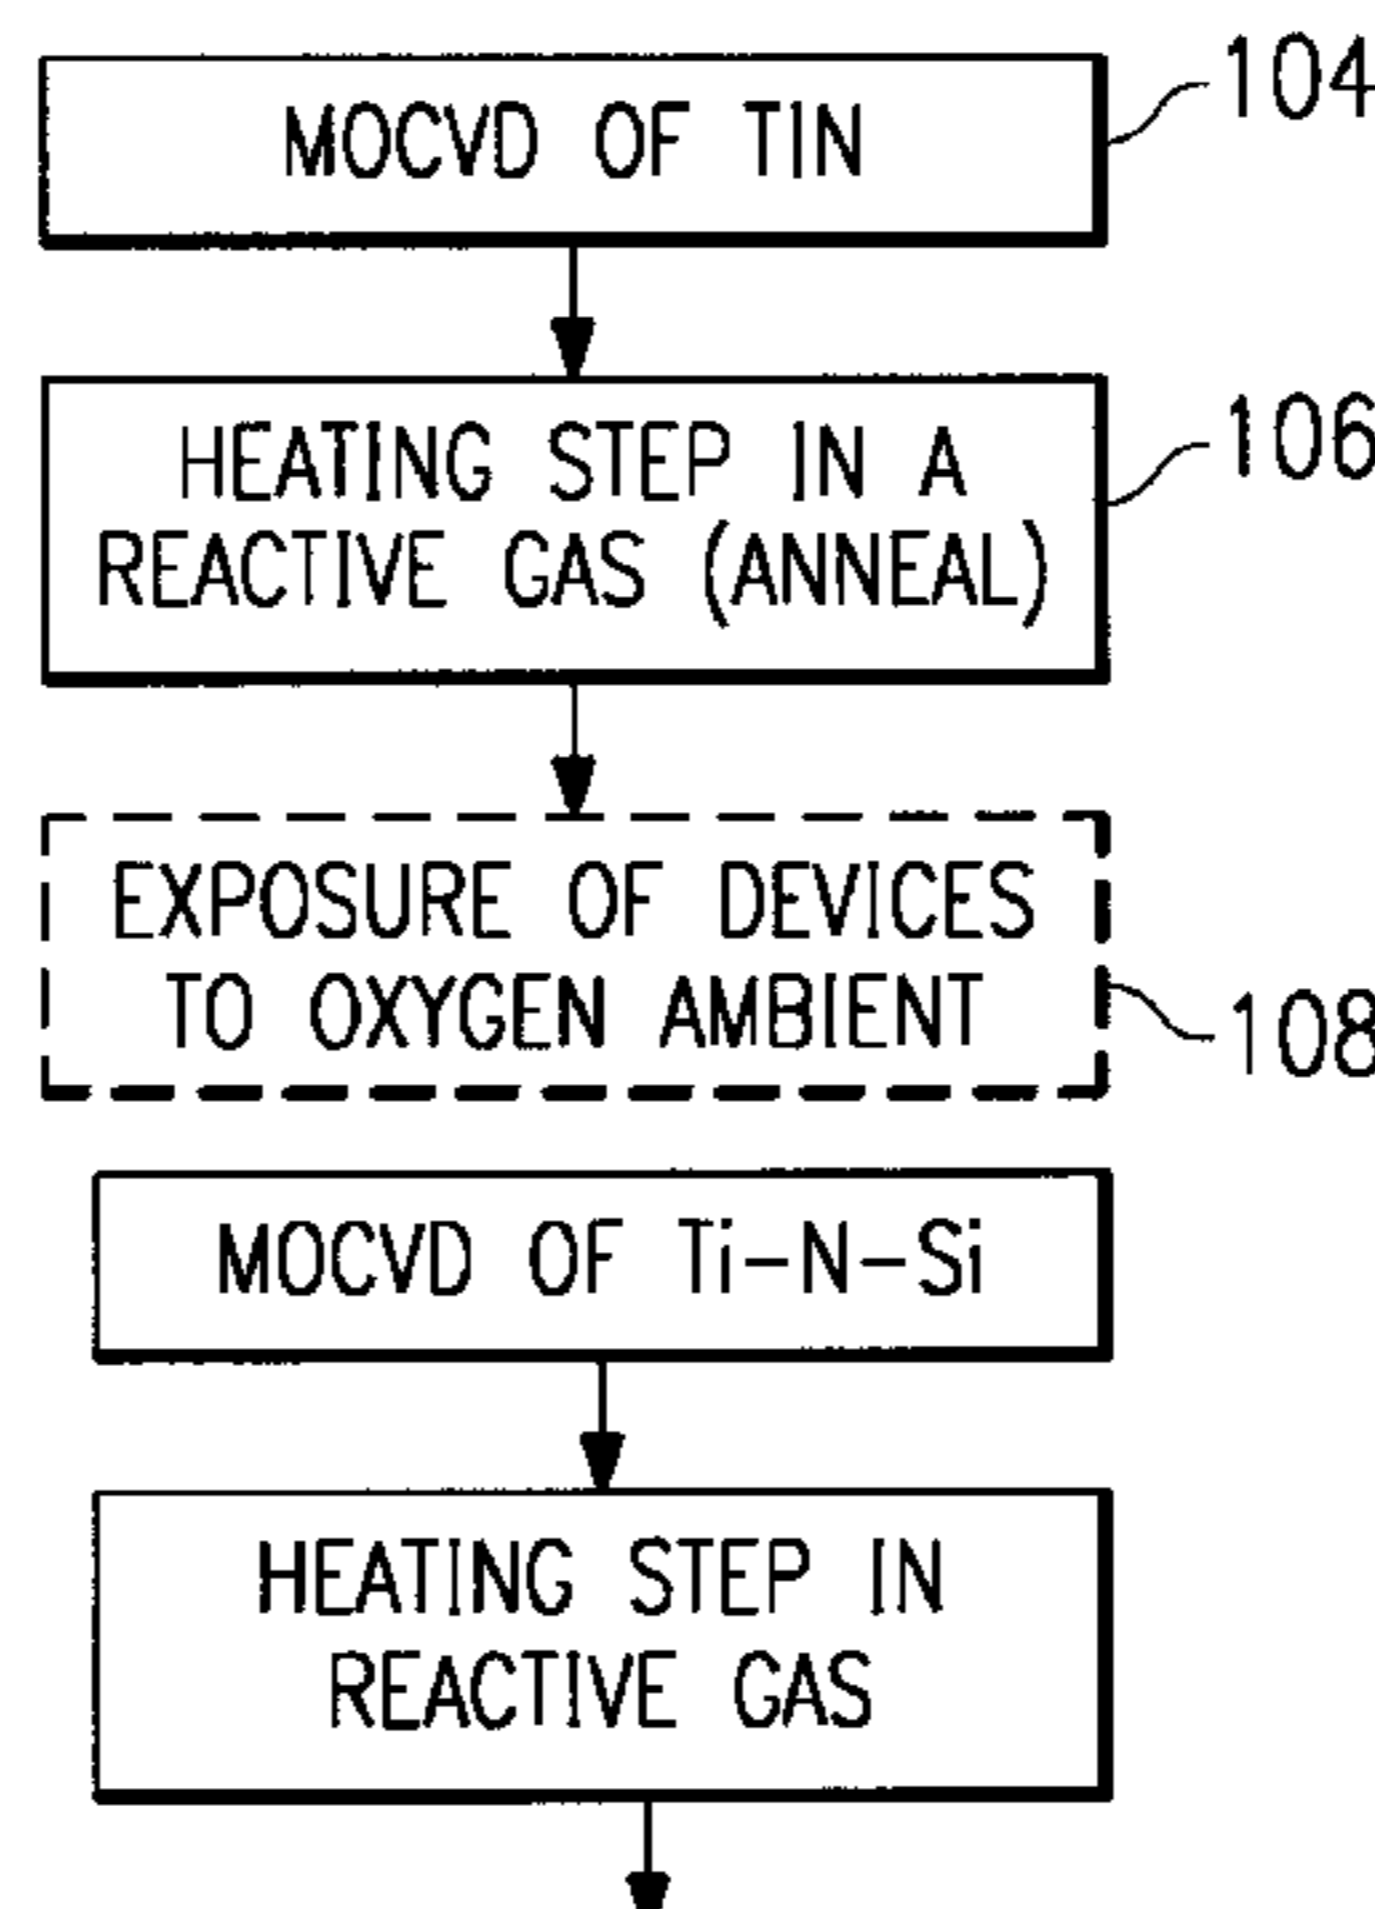 MOCVD OF TIN
104
HEATING STEP IN A
REACTIVE GAS (ANNEAL)
106
EXPOSURE OF DEVICES
TO OXYGEN AMBIENT
108
MOCVD OF Ti-N-Si
HEATING STEP IN
REACTIVE GAS